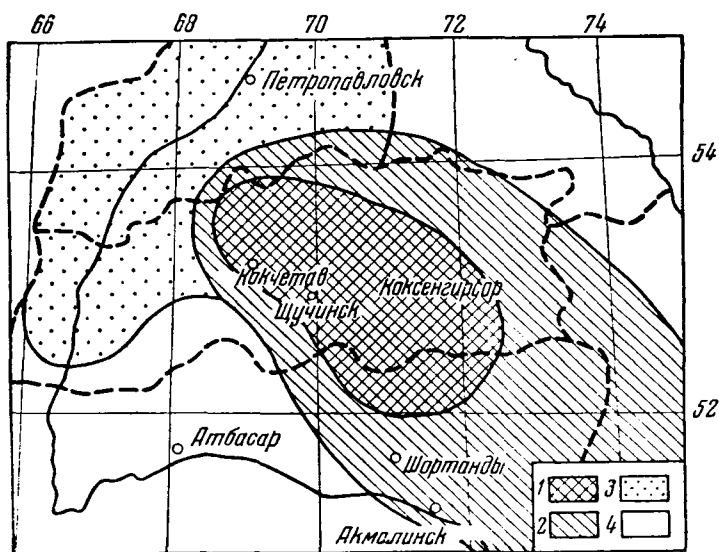 66 68 70 72 74
Петропавловск
54
Кокчетав
Коксенгирсор
Щучинск
52
Атбасар
Шортанды
1 3
2 4
Акмолинск